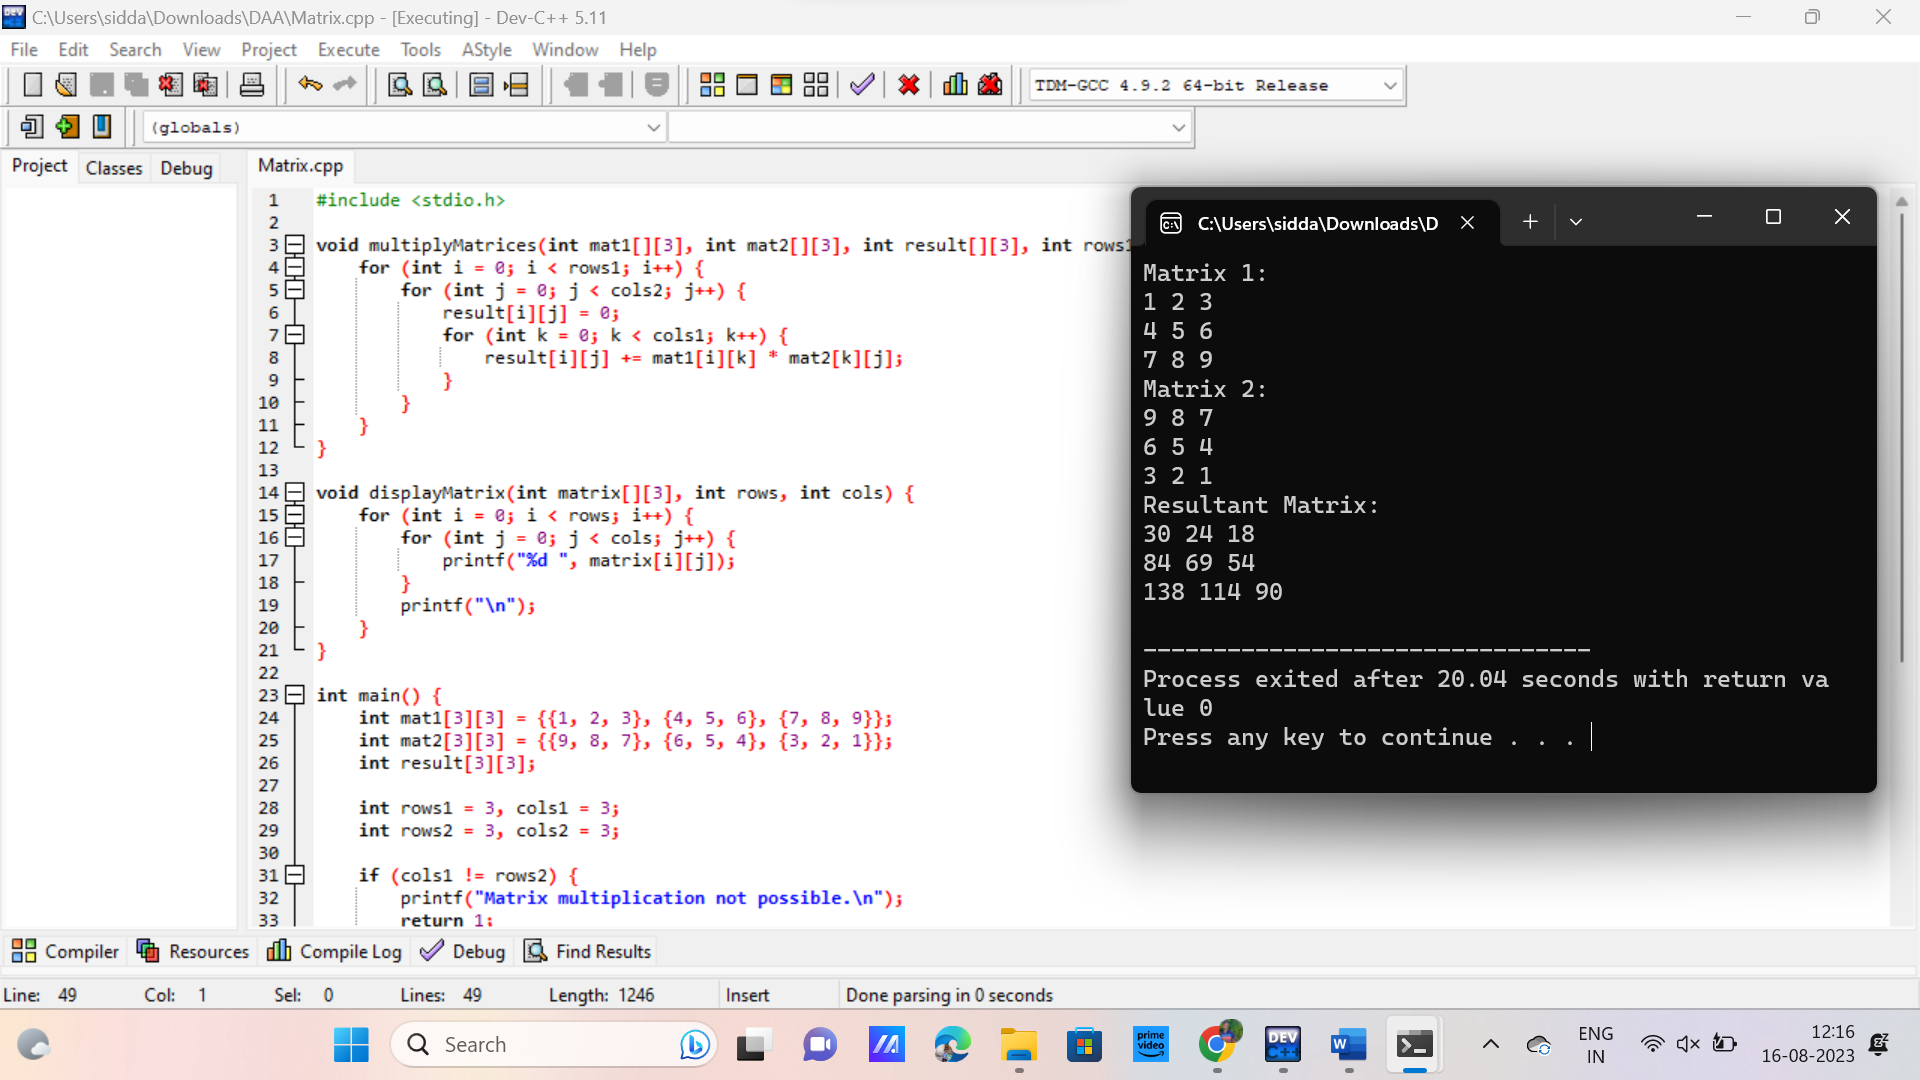 C:\Users\sidda\Downloads\DAA\Matrix.cpp - [Executing] - Dev-C++ 5.11
File Edit Search View Project Execute Tools AStyle Window Help
TDM-GCC 4.9.2 64-bit Release
(globals)
Project Classes Debug
Matrix.cpp
1 #include <stdio.h>
2
3 void multiplyMatrices(int mat1[][3], int mat2[][3], int result[][3], int rows1
4 for (int i = 0; i < rows1; i++) {
5 for (int j = 0; j < cols2; j++) {
6 result[i][j] = 0;
7 for (int k = 0; k < cols1; k++) {
8 result[i][j] += mat1[i][k] * mat2[k][j];
9 }
10 }
11 }
12 }
13
14 void displayMatrix(int matrix[][3], int rows, int cols) {
15 for (int i = 0; i < rows; i++) {
16 for (int j = 0; j < cols; j++) {
17 printf("%d ", matrix[i][j]);
18 }
19 printf("\n");
20 }
21 }
22
23 int main() {
24 int mat1[3][3] = {{1, 2, 3}, {4, 5, 6}, {7, 8, 9}};
25 int mat2[3][3] = {{9, 8, 7}, {6, 5, 4}, {3, 2, 1}};
26 int result[3][3];
27
28 int rows1 = 3, cols1 = 3;
29 int rows2 = 3, cols2 = 3;
30
31 if (cols1 != rows2) {
32 printf("Matrix multiplication not possible.\n");
33 return 1;
C:\Users\sidda\Downloads\D
Matrix 1:
1 2 3
4 5 6
7 8 9
Matrix 2:
9 8 7
6 5 4
3 2 1
Resultant Matrix:
30 24 18
84 69 54
138 114 90
--------------------------------
Process exited after 20.04 seconds with return va
lue 0
Press any key to continue . . .
Compiler Resources Compile Log Debug Find Results
Line: 49 Col: 1 Sel: 0 Lines: 49 Length: 1246 Insert Done parsing in 0 seconds
Search
prime video
DEV C++
W
ENG
IN
12:16
16-08-2023